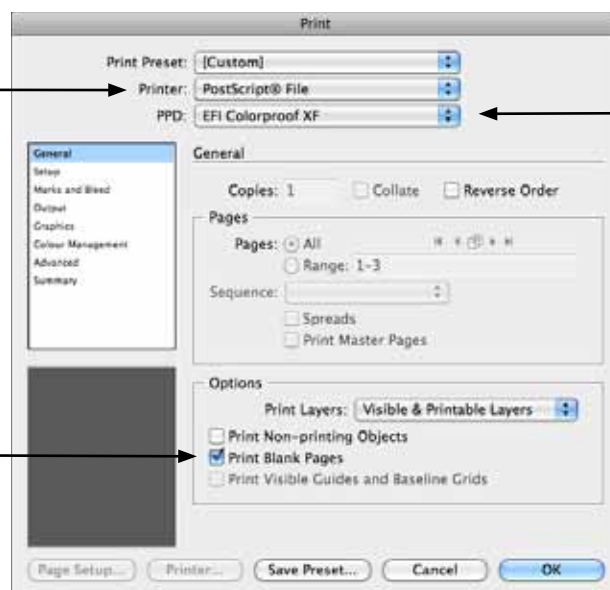 Print
Print Preset: [Custom]
Printer: PostScript® File
PPD: EFI Colorproof XF
General
Setup
Marks and Bleed
Output
Graphics
Colour Management
Advanced
Summary
General
Copies: 1 Collate Reverse Order
Pages
Pages: All
Range: 1-3
Sequence:
Spreads
Print Master Pages
Options
Print Layers: Visible & Printable Layers
Print Non-printing Objects
Print Blank Pages
Print Visible Guides and Baseline Grids
Page Setup... Printer... Save Preset... Cancel OK